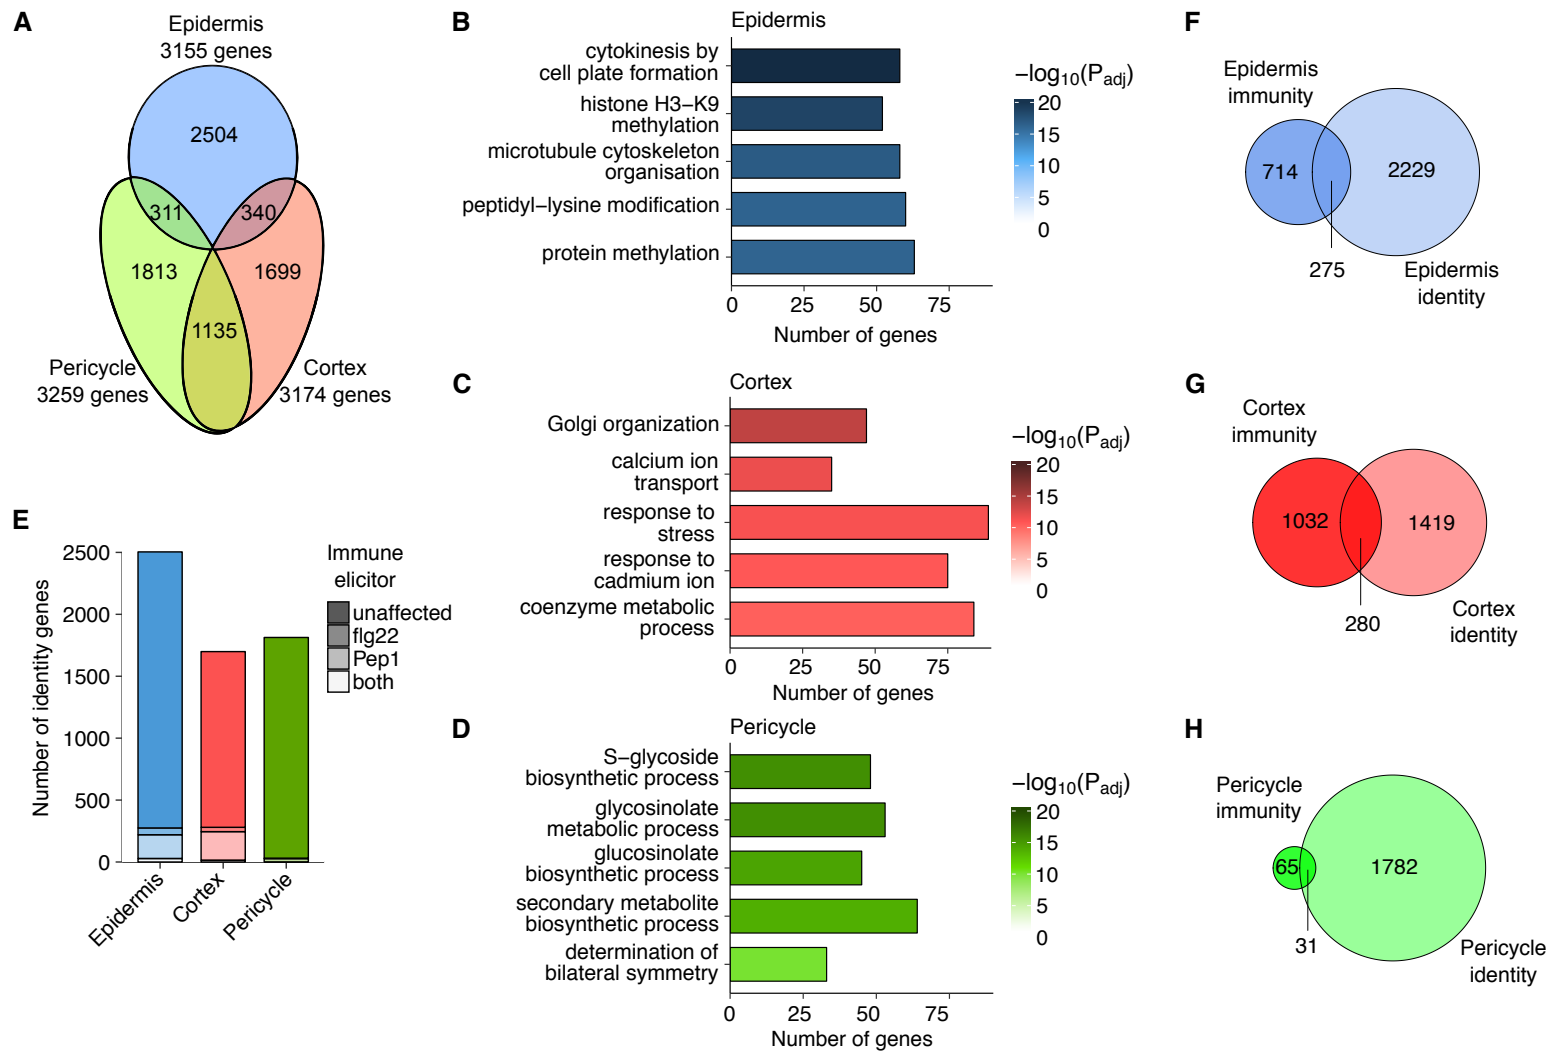 A
Epidermis
3155 genes
2504
311
340
1813
1699
1135
Pericycle
3259 genes
Cortex
3174 genes
B
Epidermis
cytokinesis by
cell plate formation
histone H3−K9
methylation
microtubule cytoskeleton
organisation
peptidyl−lysine modification
protein methylation
0 25 50 75
Number of genes
−log10(Padj)
20
15
10
5
0
C
Cortex
Golgi organization
calcium ion
transport
response to
stress
response to
cadmium ion
coenzyme metabolic
process
0 25 50 75
Number of genes
−log10(Padj)
20
15
10
5
0
D
Pericycle
S−glycoside
biosynthetic process
glycosinolate
metabolic process
glucosinolate
biosynthetic process
secondary metabolite
biosynthetic process
determination of
bilateral symmetry
0 25 50 75
Number of genes
−log10(Padj)
20
15
10
5
0
E
Number of identity genes
2500
2000
1500
1000
500
0
Epidermis
Cortex
Pericycle
Immune
elicitor
unaffected
flg22
Pep1
both
F
Epidermis
immunity
714
2229
275
Epidermis
identity
G
Cortex
immunity
1032
1419
280
Cortex
identity
H
Pericycle
immunity
65
1782
31
Pericycle
identity